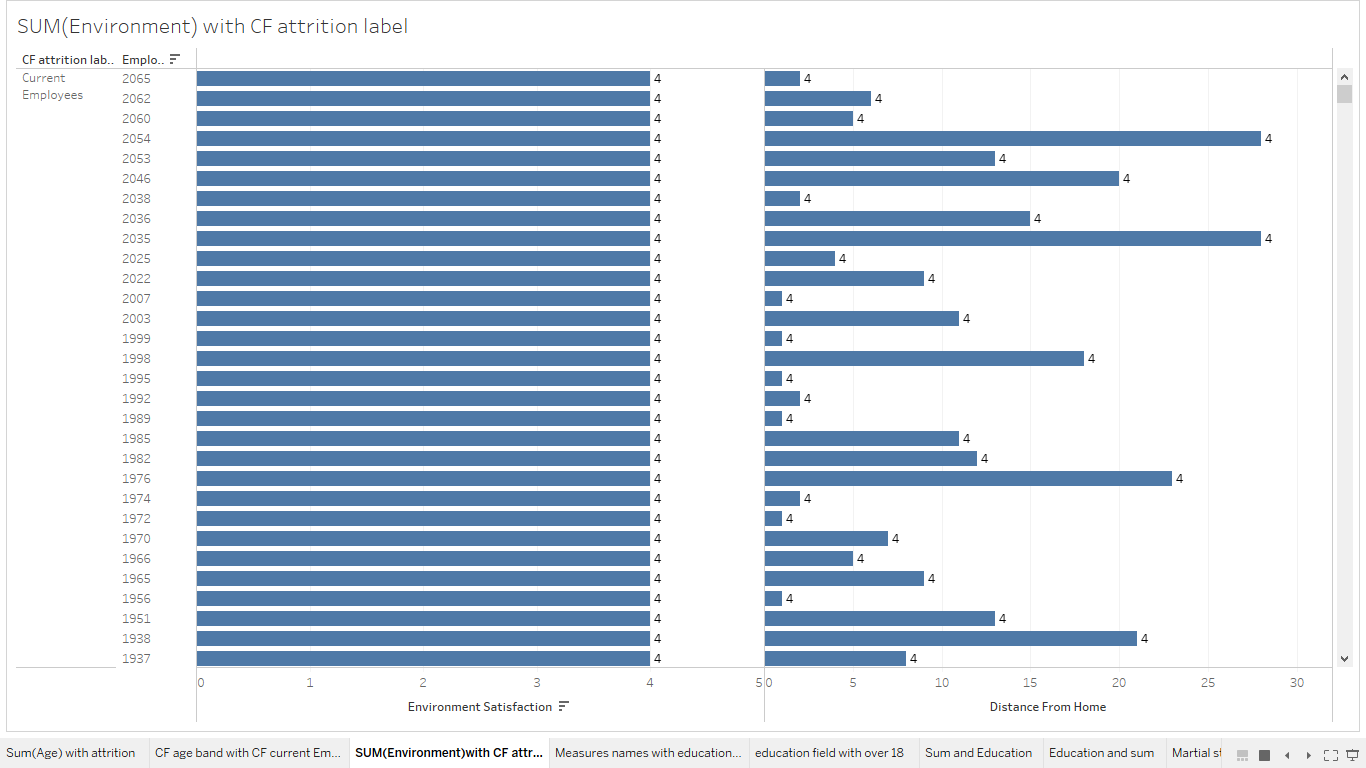 SUM(Environment) with CF attrition label
CF attrition lab.. Emplo..
Current
Employees
2065 4 4
2062 4 4
2060 4 4
2054 4 4
2053 4 4
2046 4 4
2038 4 4
2036 4 4
2035 4 4
2025 4 4
2022 4 4
2007 4 4
2003 4 4
1999 4 4
1998 4 4
1995 4 4
1992 4 4
1989 4 4
1985 4 4
1982 4 4
1976 4 4
1974 4 4
1972 4 4
1970 4 4
1966 4 4
1965 4 4
1956 4 4
1951 4 4
1938 4 4
1937 4 4
0 1 2 3 4 5 0 5 10 15 20 25 30
Environment Satisfaction Distance From Home
Sum(Age) with attrition CF age band with CF current Em... SUM(Environment)with CF attr... Measures names with education... education field with over 18 Sum and Education Education and sum Martial st